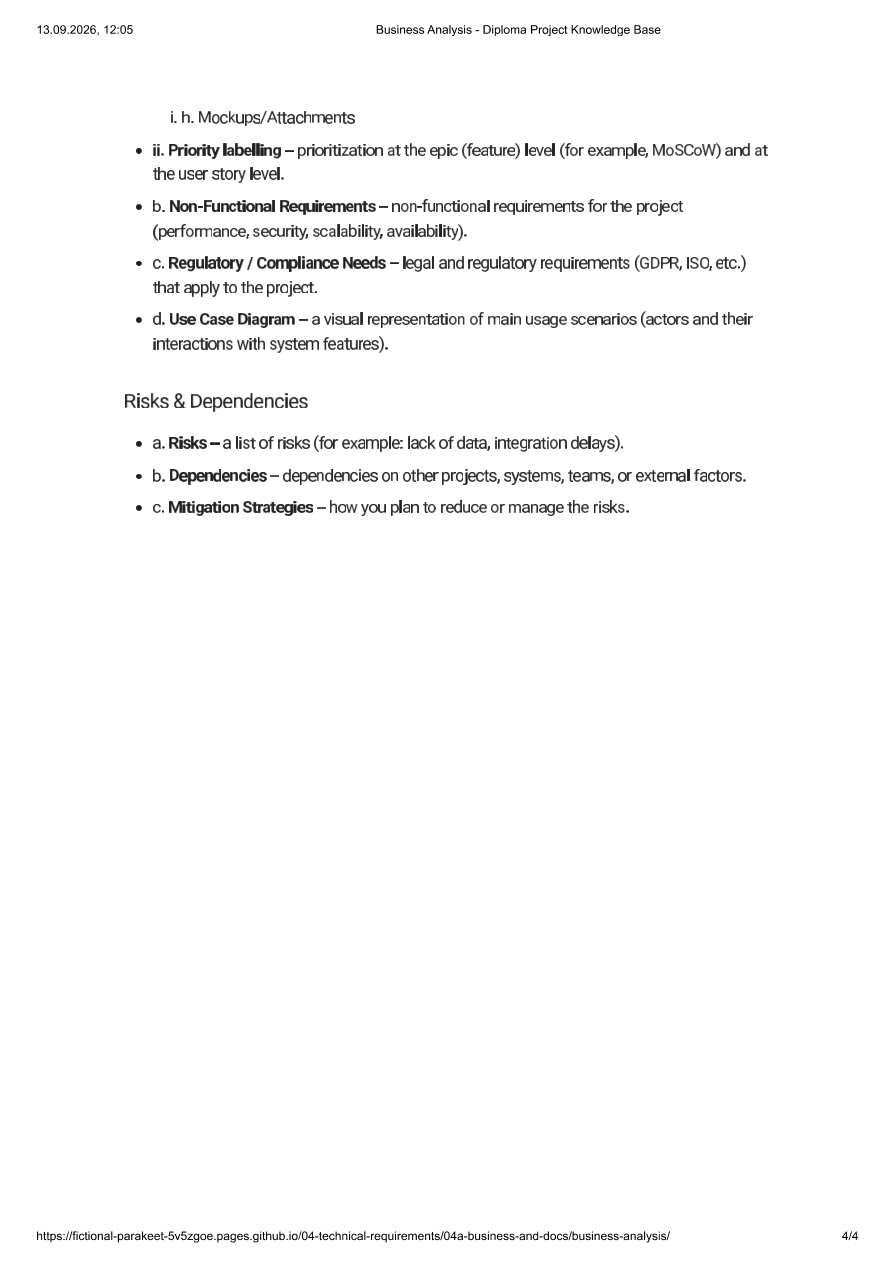 13.09.2026, 12:05
Business Analysis - Diploma Project Knowledge Base
i. h. Mockups/Attachments
• ii. Priority labelling – prioritization at the epic (feature) level (for example, MoSCoW) and at
the user story level.
• b. Non-Functional Requirements – non-functional requirements for the project
(performance, security, scalability, availability).
• c. Regulatory / Compliance Needs – legal and regulatory requirements (GDPR, ISO, etc.)
that apply to the project.
• d. Use Case Diagram – a visual representation of main usage scenarios (actors and their
interactions with system features).
Risks & Dependencies
• a. Risks – a list of risks (for example: lack of data, integration delays).
• b. Dependencies – dependencies on other projects, systems, teams, or external factors.
• c. Mitigation Strategies – how you plan to reduce or manage the risks.
https://fictional-parakeet-5v5zgoe.pages.github.io/04-technical-requirements/04a-business-and-docs/business-analysis/
4/4